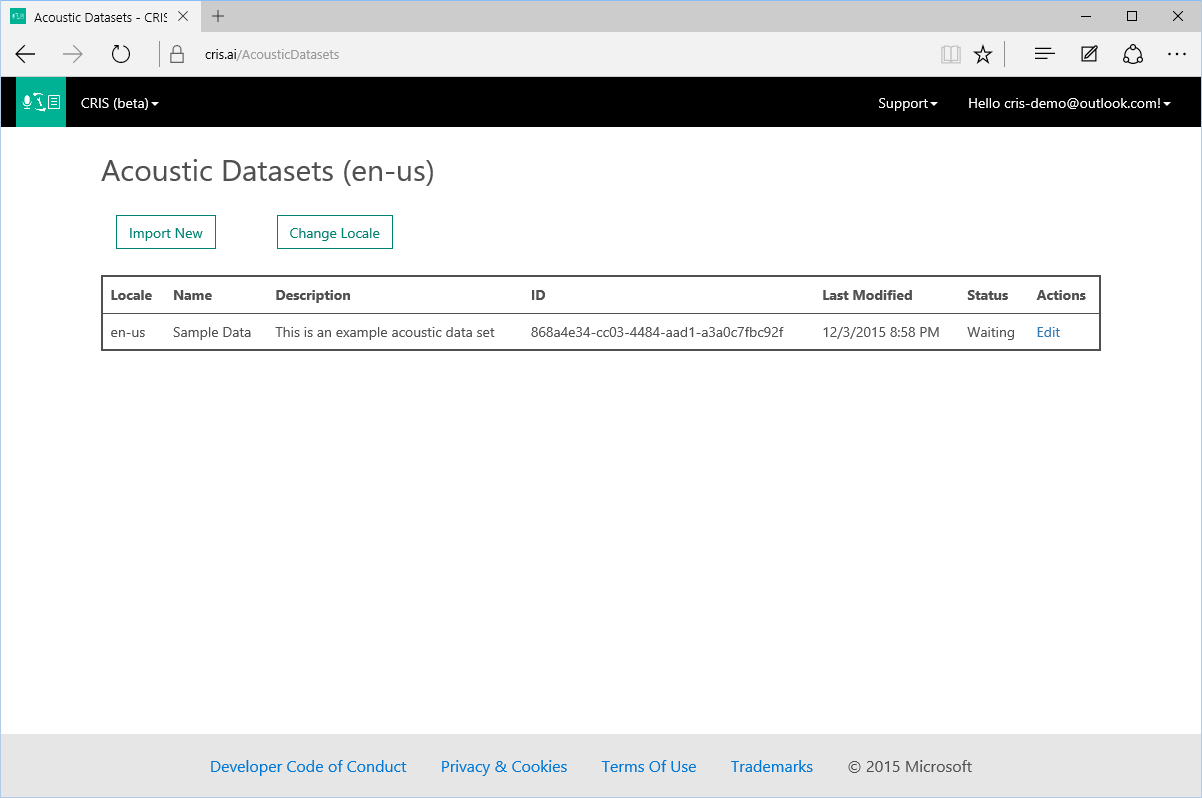 Acoustic Datasets - CRIS
cris.ai/AcousticDatasets
CRIS (beta) Support Hello cris-demo@outlook.com!
Acoustic Datasets (en-us)
Import New Change Locale
Locale Name Description ID Last Modified Status Actions
en-us Sample Data This is an example acoustic data set 868a4e34-cc03-4484-aad1-a3a0c7fbc92f 12/3/2015 8:58 PM Waiting Edit
Developer Code of Conduct Privacy & Cookies Terms Of Use Trademarks © 2015 Microsoft